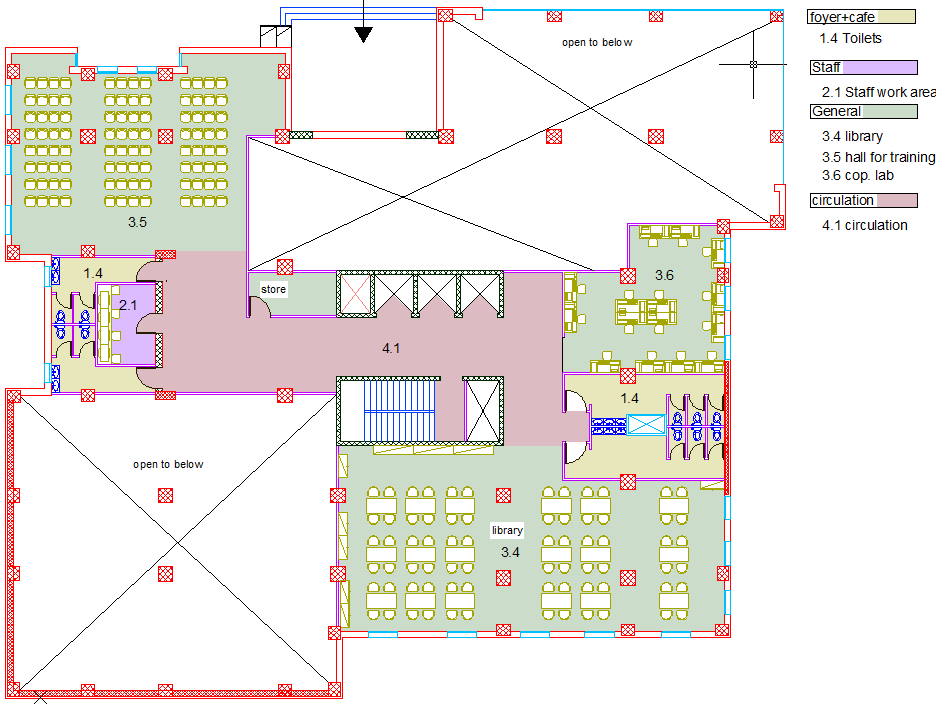 foyer+cafe
1.4 Toilets
Staff
2.1 Staff work area
General
3.4 library
3.5 hall for training
3.6 cop. lab
circulation
4.1 circulation
open to below
3.5
1.4
2.1
store
3.6
4.1
1.4
open to below
library
3.4